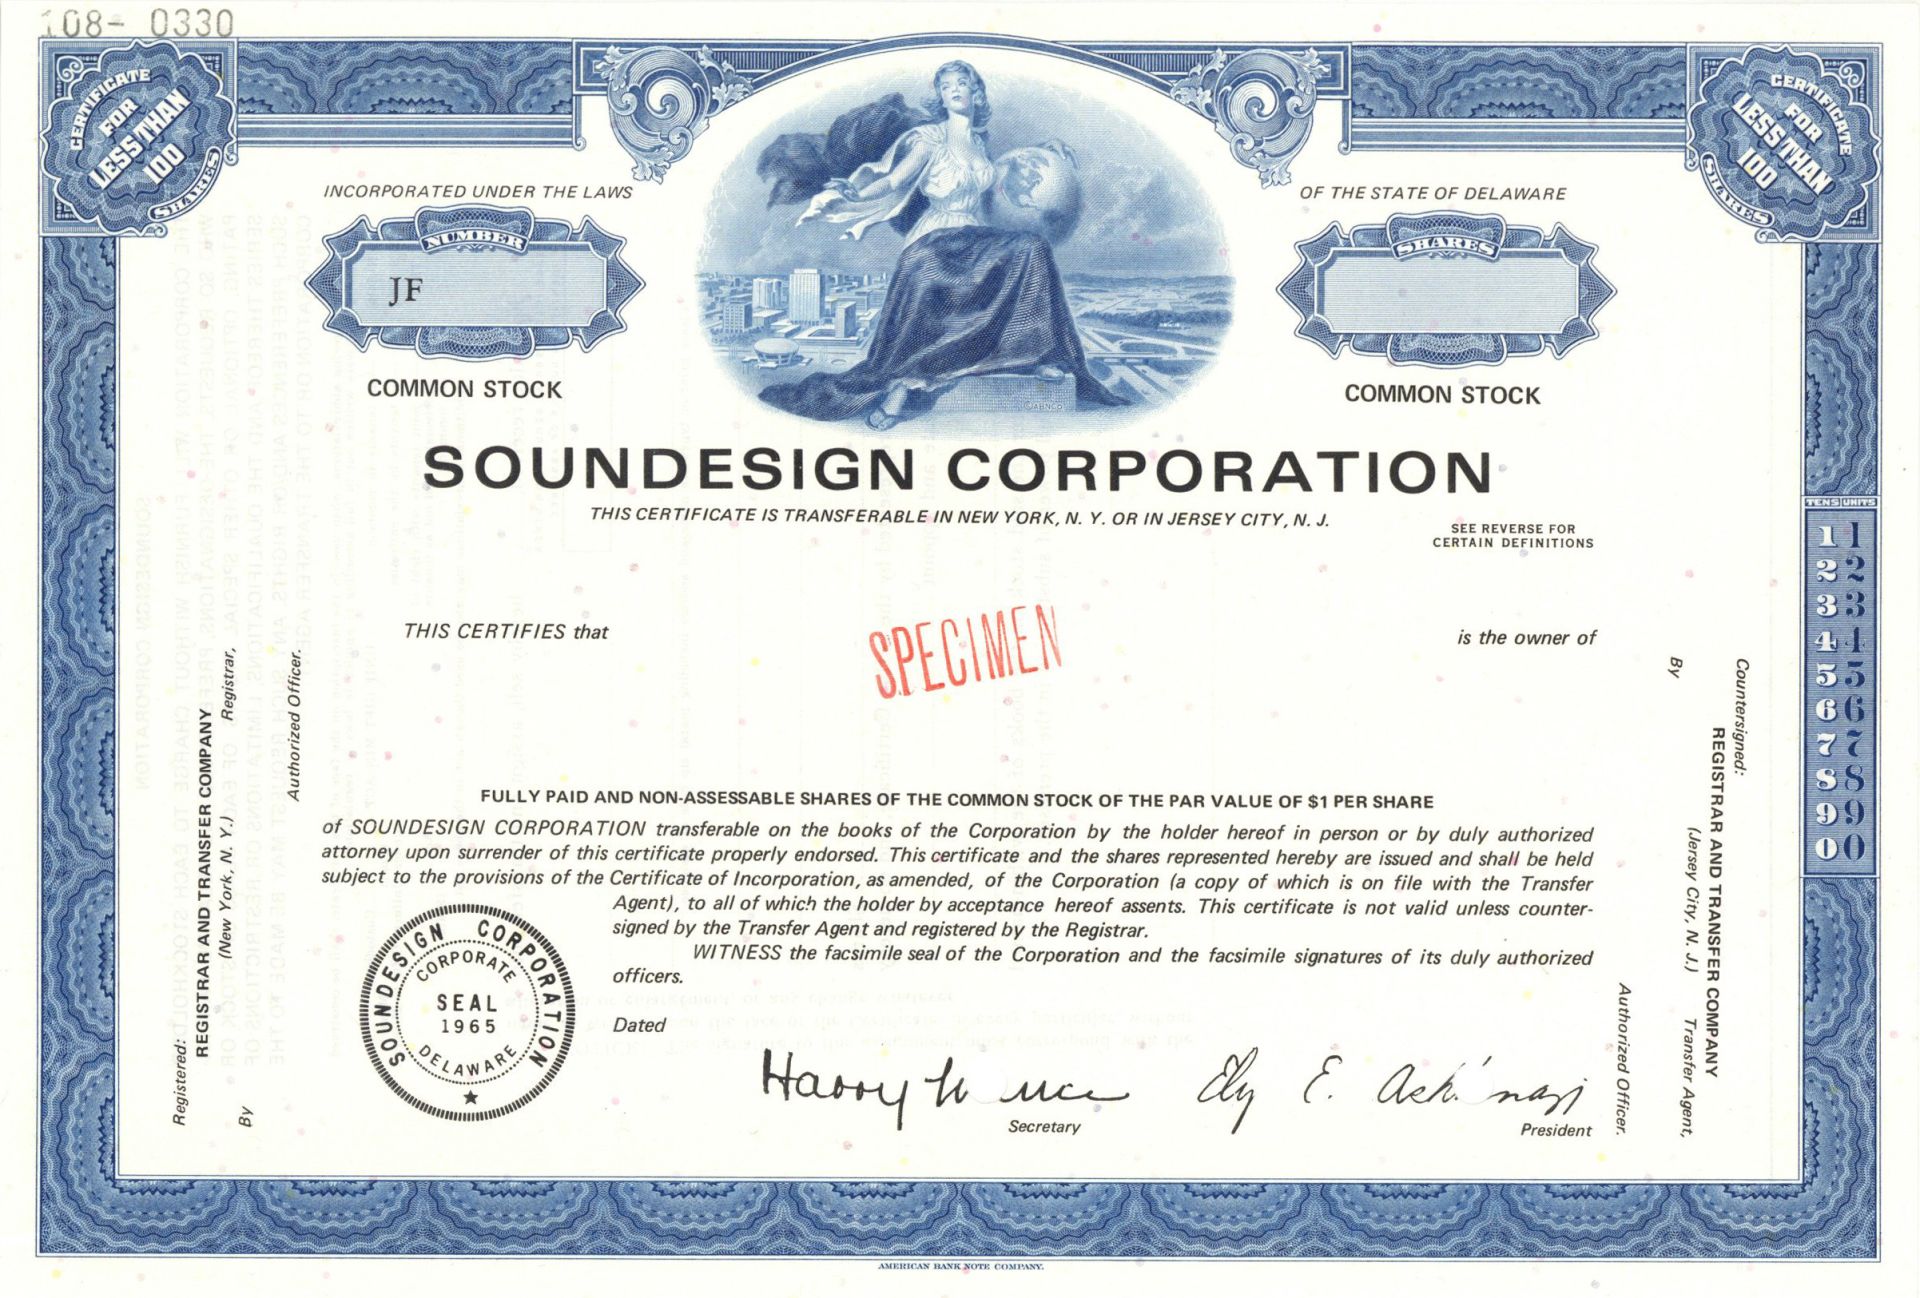 108- 0330
CERTIFICATE
FOR
LESS THAN
100
SHARES
CERTIFICATE
FOR
LESS THAN
100
SHARES
INCORPORATED UNDER THE LAWS
OF THE STATE OF DELAWARE
NUMBER
JF
SHARES
COMMON STOCK
COMMON STOCK
©ABNCO
SOUNDESIGN CORPORATION
THIS CERTIFICATE IS TRANSFERABLE IN NEW YORK, N. Y. OR IN JERSEY CITY, N. J.
SEE REVERSE FOR
CERTAIN DEFINITIONS
THIS CERTIFIES that
SPECIMEN
is the owner of
FULLY PAID AND NON-ASSESSABLE SHARES OF THE COMMON STOCK OF THE PAR VALUE OF $1 PER SHARE
of SOUNDESIGN CORPORATION transferable on the books of the Corporation by the holder hereof in person or by duly authorized
attorney upon surrender of this certificate properly endorsed. This certificate and the shares represented hereby are issued and shall be held
subject to the provisions of the Certificate of Incorporation, as amended, of the Corporation (a copy of which is on file with the Transfer
Agent), to all of which the holder by acceptance hereof assents. This certificate is not valid unless counter-
signed by the Transfer Agent and registered by the Registrar.
WITNESS the facsimile seal of the Corporation and the facsimile signatures of its duly authorized
officers.
Dated
SOUNDESIGN CORPORATION
CORPORATE
SEAL
1965
DELAWARE
Harry
Secretary
Ely E. Ashkinazi
President
Registered:
REGISTRAR AND TRANSFER COMPANY
(New York, N. Y.) Registrar,
By
Authorized Officer.
Countersigned:
REGISTRAR AND TRANSFER COMPANY
(Jersey City, N. J.) Transfer Agent,
By
Authorized Officer.
TENS UNITS
1 1
2 2
3 3
4 4
5 5
6 6
7 7
8 8
9 9
0 0
AMERICAN BANK NOTE COMPANY.